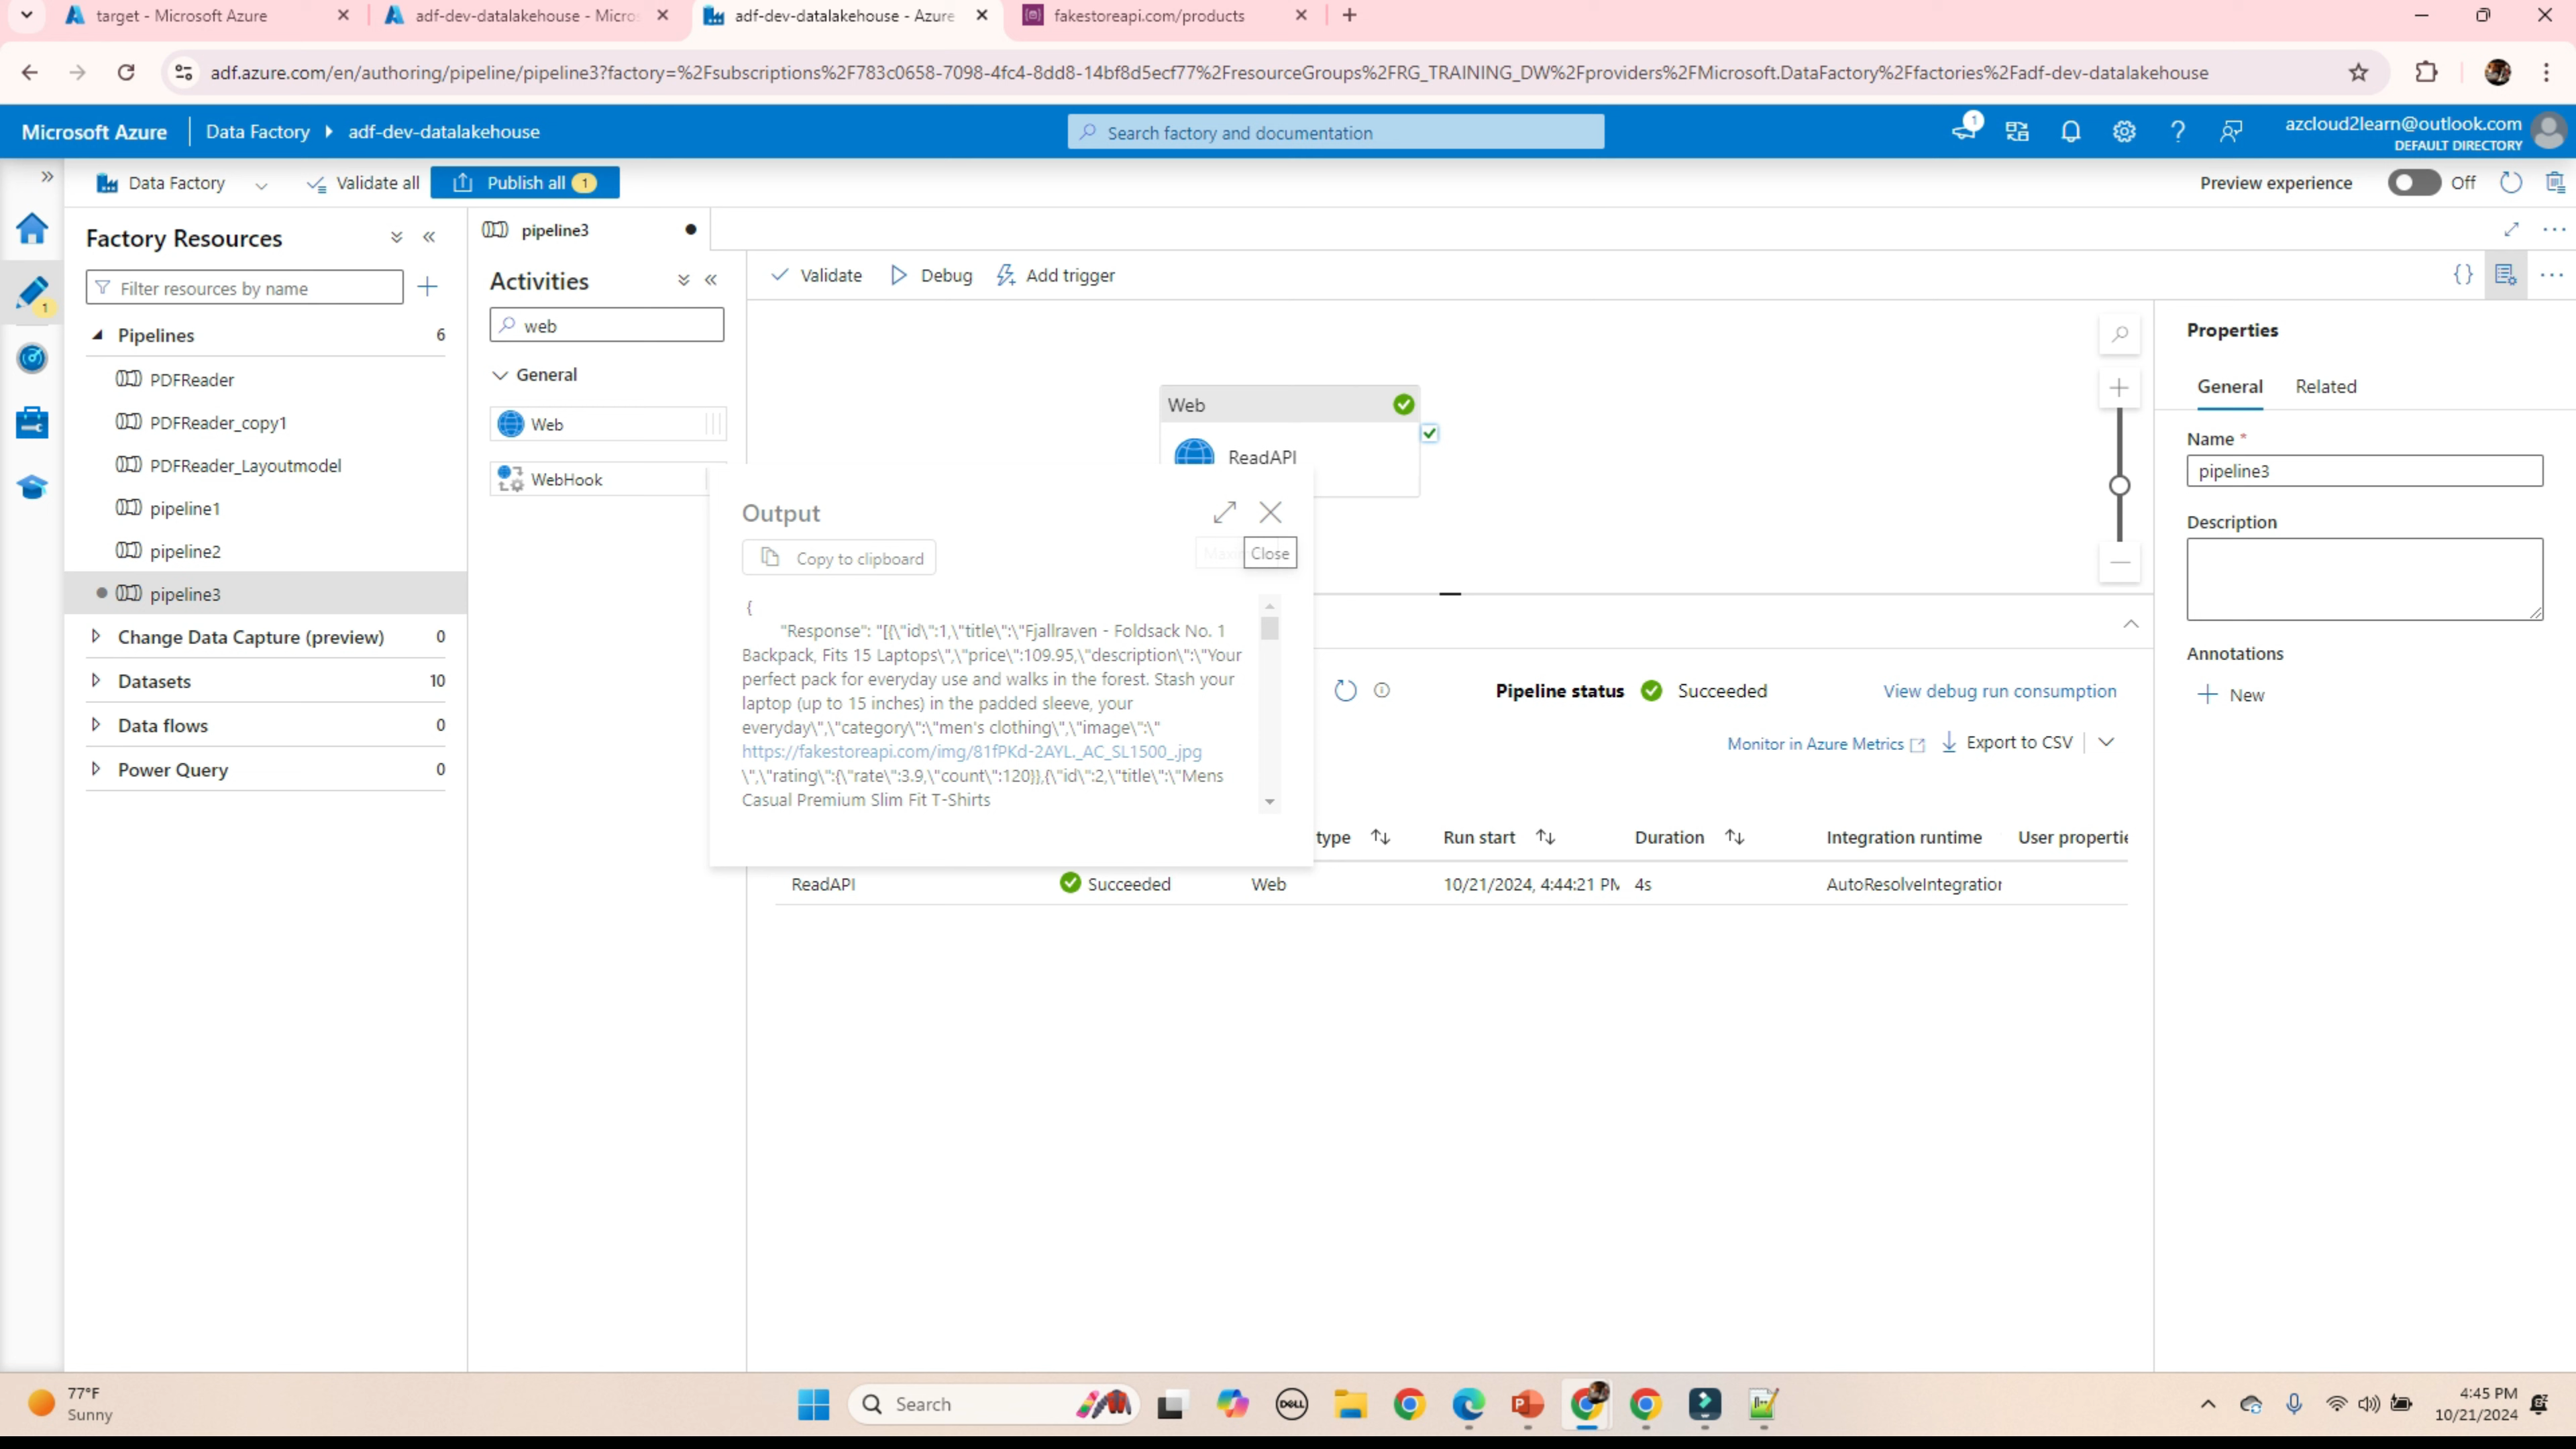 target - Microsoft Azure
adf-dev-datalakehouse - Micros
adf-dev-datalakehouse - Azure
fakestoreapi.com/products
adf.azure.com/en/authoring/pipeline/pipeline3?factory=%2Fsubscriptions%2F783c0658-7098-4fc4-8dd8-14bf8d5ecf77%2FresourceGroups%2FRG_TRAINING_DW%2Fproviders%2FMicrosoft.DataFactory%2Ffactories%2Fadf-dev-datalakehouse
Microsoft Azure
Data Factory
adf-dev-datalakehouse
Search factory and documentation
1
azcloud2learn@outlook.com
DEFAULT DIRECTORY
Data Factory
Validate all
Publish all 1
Preview experience
Off
Factory Resources
Filter resources by name
1
Pipelines 6
PDFReader
PDFReader_copy1
PDFReader_Layoutmodel
pipeline1
pipeline2
pipeline3
Change Data Capture (preview) 0
Datasets 10
Data flows 0
Power Query 0
pipeline3
Activities
web
General
Web
WebHook
Validate
Debug
Add trigger
Web
ReadAPI
Output
Copy to clipboard
Close
{
"Response": "[{\"id\":1,\"title\":\"Fjallraven - Foldsack No. 1
Backpack, Fits 15 Laptops\",\"price\":109.95,\"description\":\"Your
perfect pack for everyday use and walks in the forest. Stash your
laptop (up to 15 inches) in the padded sleeve, your
everyday\",\"category\":\"men's clothing\",\"image\":\"
https://fakestoreapi.com/img/81fPKd-2AYL._AC_SL1500_.jpg
\",\"rating\":{\"rate\":3.9,\"count\":120}},{\"id\":2,\"title\":\"Mens
Casual Premium Slim Fit T-Shirts
Pipeline status
Succeeded
View debug run consumption
Monitor in Azure Metrics
Export to CSV
type
Run start
Duration
Integration runtime
User propertie
ReadAPI
Succeeded
Web
10/21/2024, 4:44:21 PM
4s
AutoResolveIntegration
Properties
General
Related
Name *
pipeline3
Description
Annotations
New
77°F
Sunny
Search
DELL
4:45 PM
10/21/2024